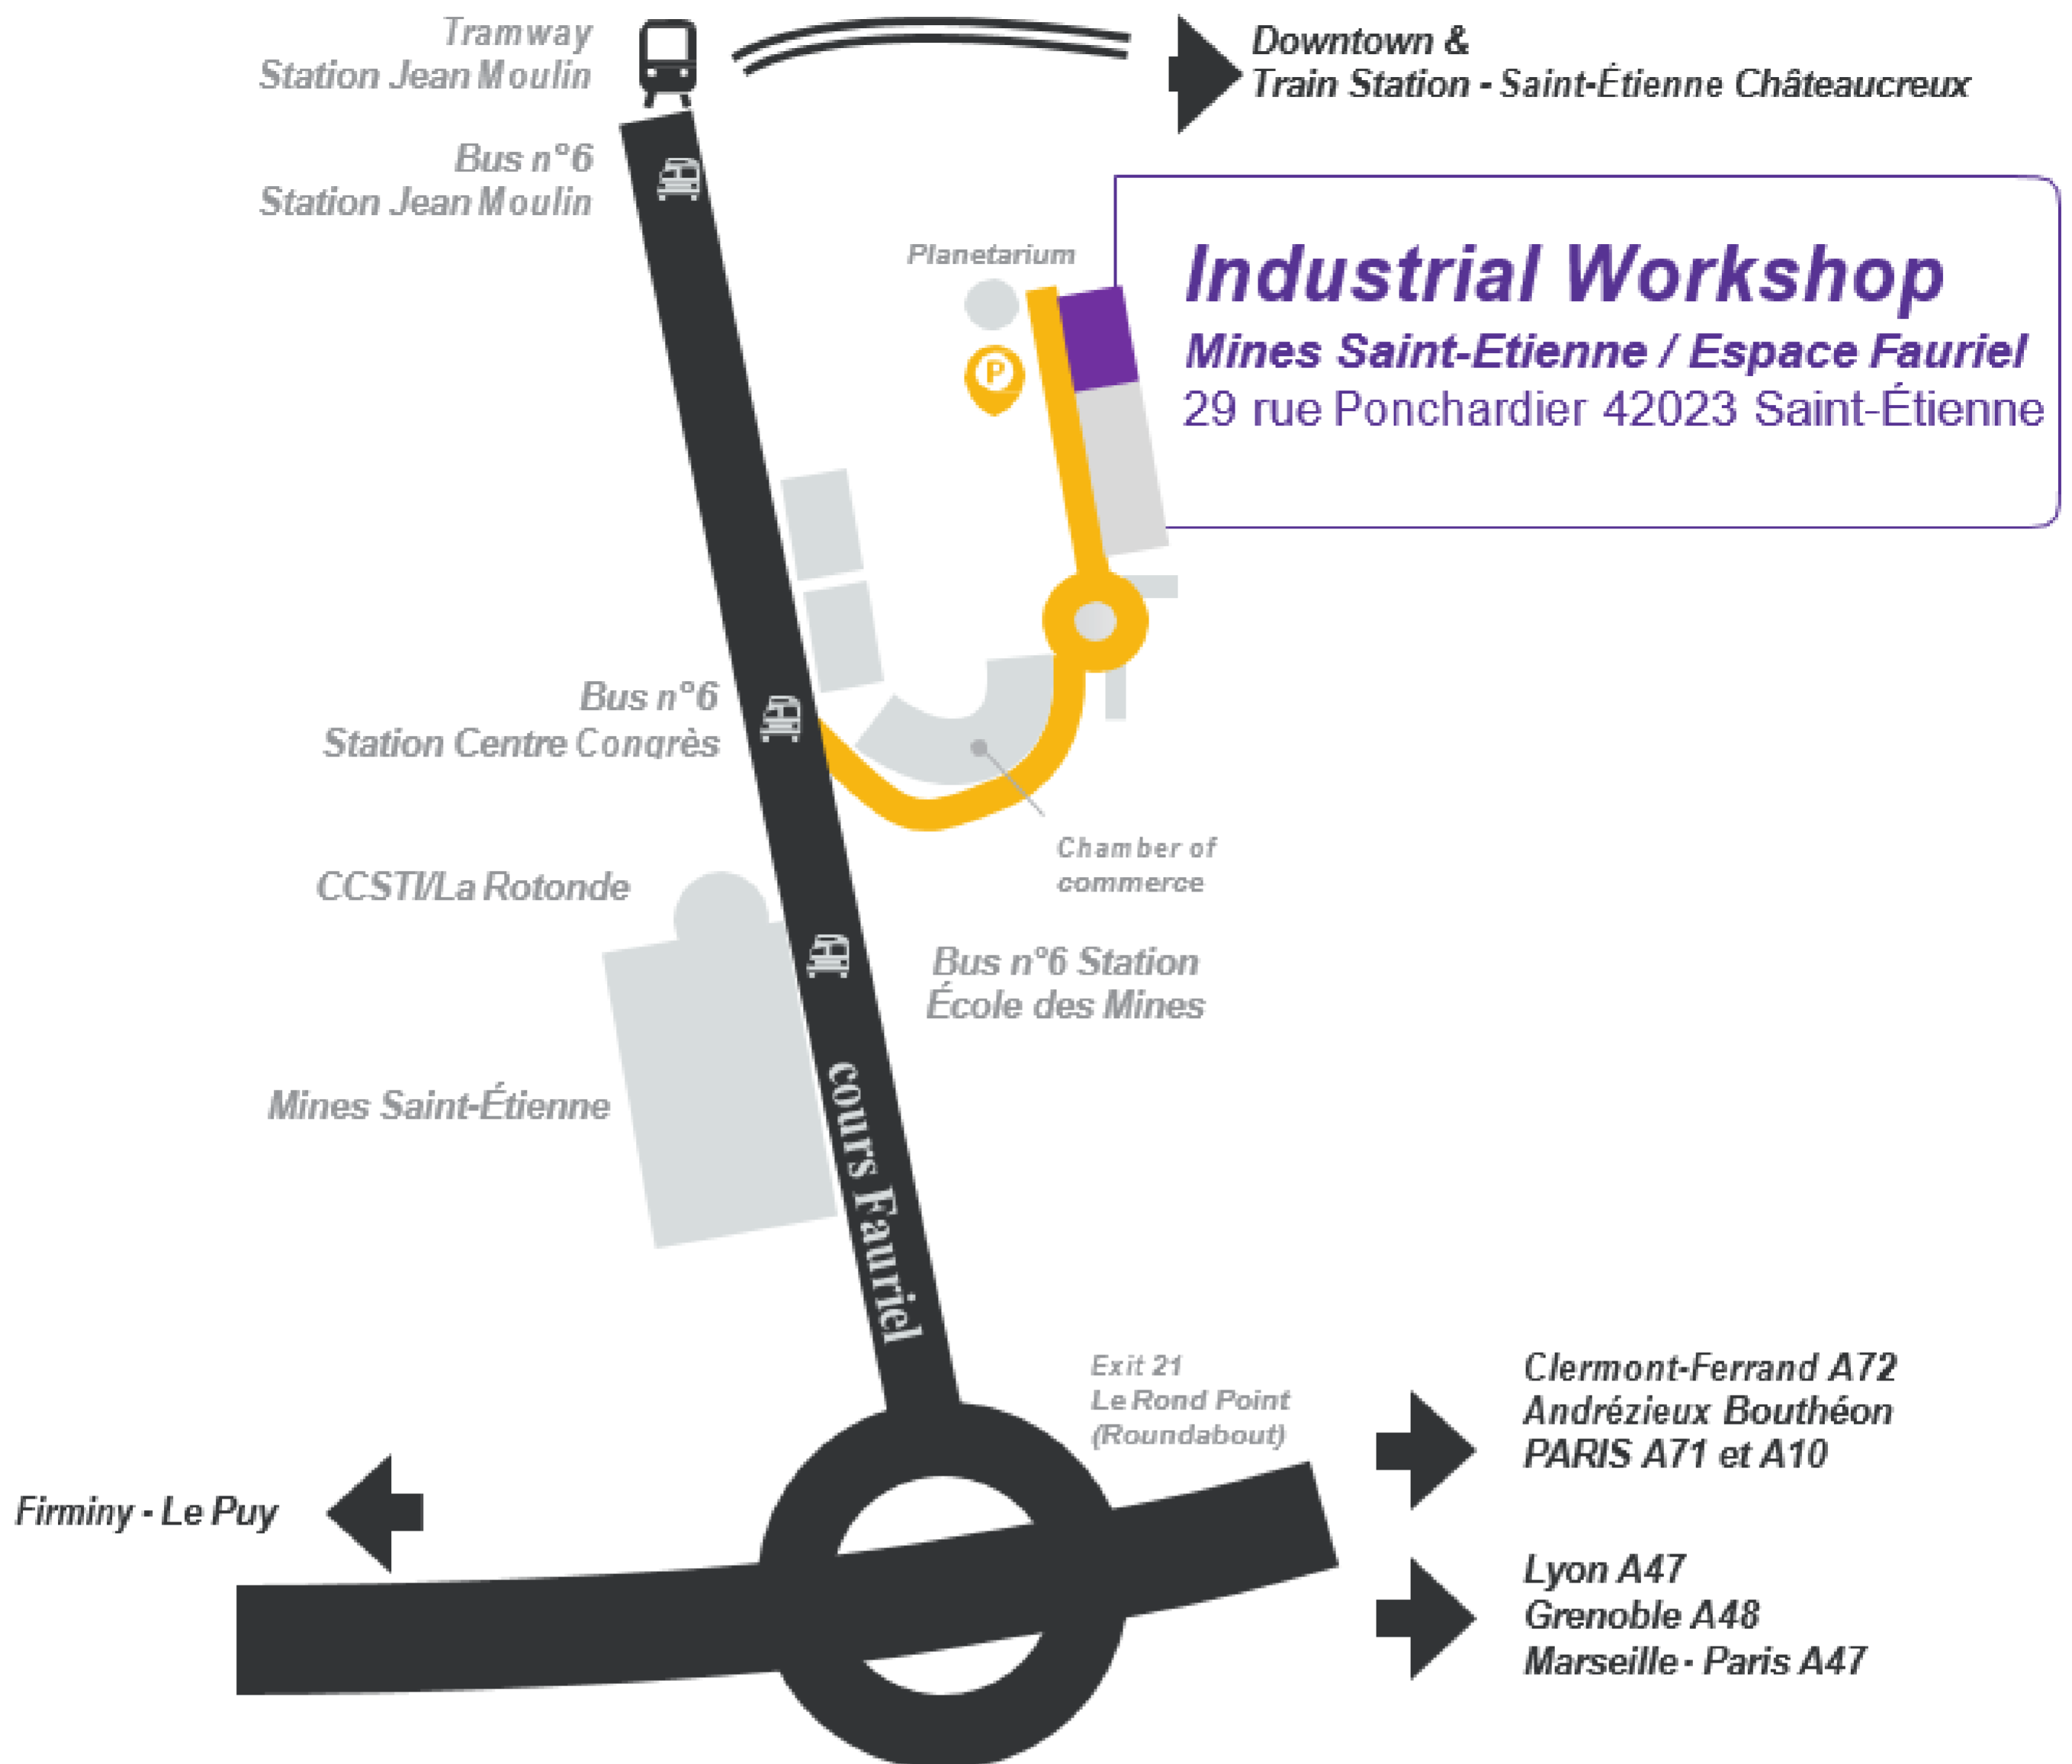 Tramway
Station Jean Moulin
Downtown &
Train Station - Saint-Étienne Châteaucreux
Bus n°6
Station Jean Moulin
Planetarium
P
Industrial Workshop
Mines Saint-Etienne / Espace Fauriel
29 rue Ponchardier 42023 Saint-Étienne
Bus n°6
Station Centre Congrès
Chamber of
commerce
CCSTI/La Rotonde
Bus n°6 Station
École des Mines
Mines Saint-Étienne
cours Fauriel
Exit 21
Le Rond Point
(Roundabout)
Clermont-Ferrand A72
Andrézieux Bouthéon
PARIS A71 et A10
Firminy - Le Puy
Lyon A47
Grenoble A48
Marseille - Paris A47